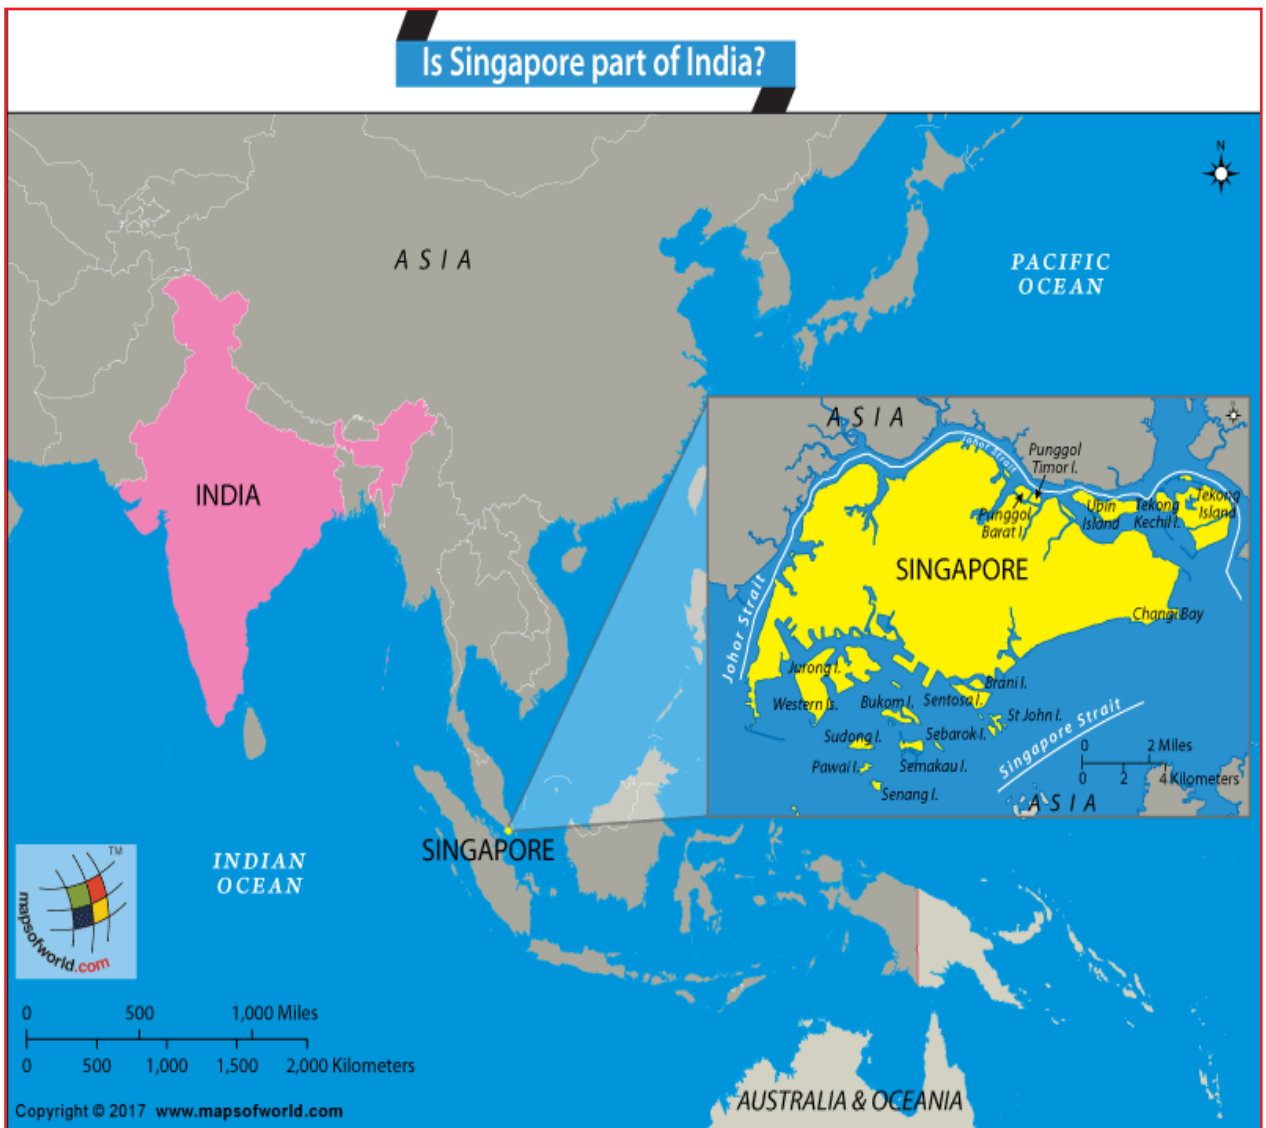 Is Singapore part of India?
N
ASIA
PACIFIC
OCEAN
INDIA
ASIA
Johor Strait
Punggol
Timor I.
Punggol
Barat I.
Ubin
Island
Tekong
Kechil I.
Tekong
Island
SINGAPORE
Johor Strait
Changi Bay
Jurong I.
Western Is.
Bukom I.
Sentosa I.
Brani I.
St John I.
Sudong I.
Sebarok I.
Pawai I.
Semakau I.
Senang I.
Singapore Strait
0 2 Miles
0 2 4 Kilometers
ASIA
SINGAPORE
INDIAN
OCEAN
TM
mapsofworld.com
0 500 1,000 Miles
0 500 1,000 1,500 2,000 Kilometers
AUSTRALIA & OCEANIA
Copyright © 2017 www.mapsofworld.com